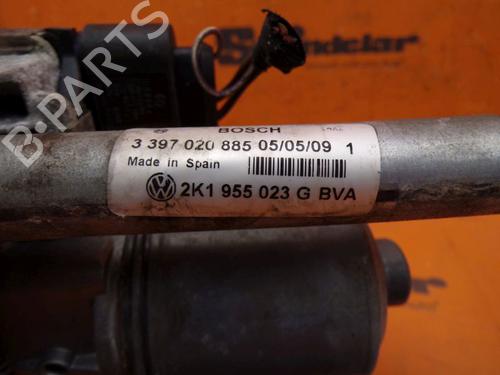 B-PARTS
BOSCH
3 397 020 885 05/05/09 1
Made in Spain
2K1 955 023 G BVA